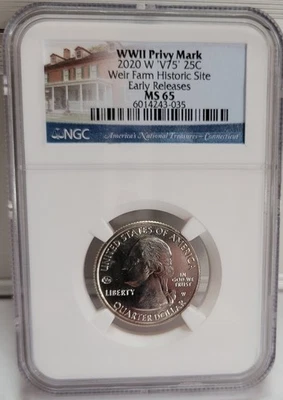 WWII Privy Mark
2020 W 'V75' 25C
Weir Farm Historic Site
Early Releases
MS 65
6014243-035
NGC
America's National Treasures - Connecticut
UNITED STATES OF AMERICA
LIBERTY
IN
GOD WE
TRUST
W
QUARTER DOLLAR